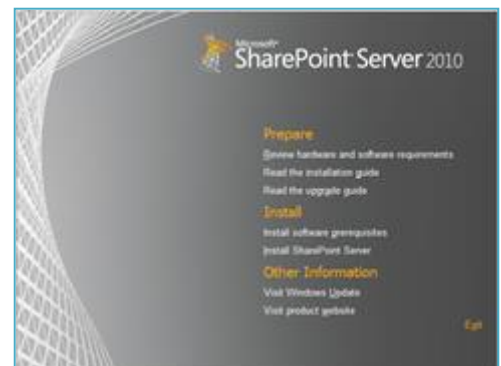 Microsoft
SharePoint Server 2010
Prepare
Review hardware and software requirements
Read the installation guide
Read the upgrade guide
Install
Install software prerequisites
Install SharePoint Server
Other Information
Visit Windows Update
Visit product website
Exit